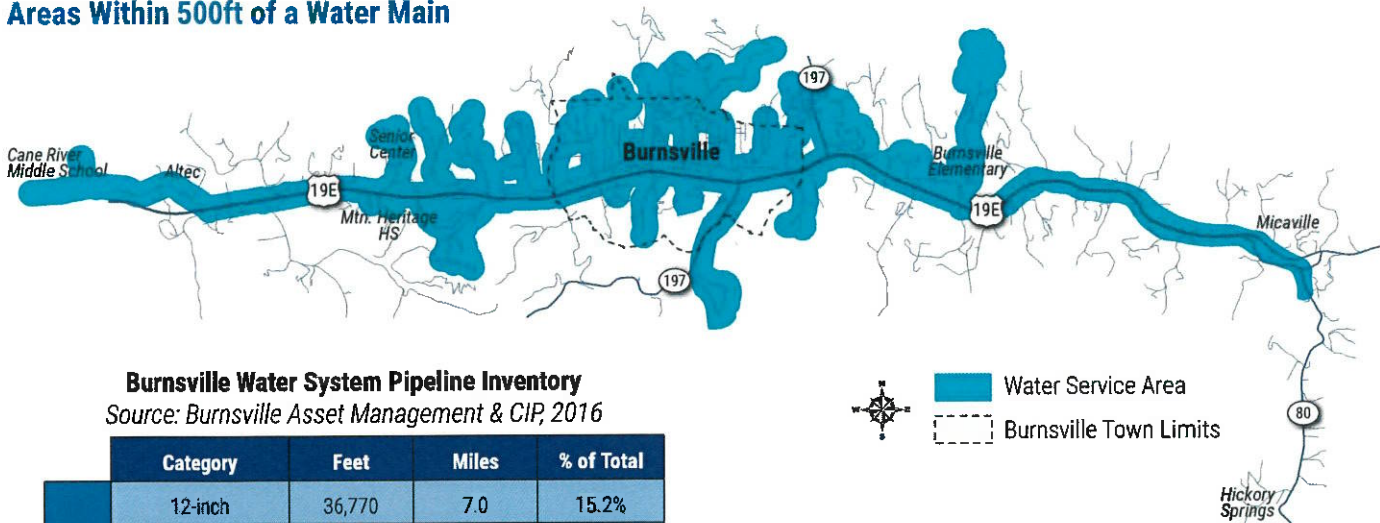 Areas Within 500ft of a Water Main
197
Cane River
Middle School
Altec
Senior
Center
19E
Mtn. Heritage
HS
Burnsville
Burnsville
Elementary
19E
Micaville
197
Burnsville Water System Pipeline Inventory
Source: Burnsville Asset Management & CIP, 2016
N
W
E
S
Water Service Area
Burnsville Town Limits
80
Hickory
Springs
Category Feet Miles % of Total
12-inch 36,770 7.0 15.2%